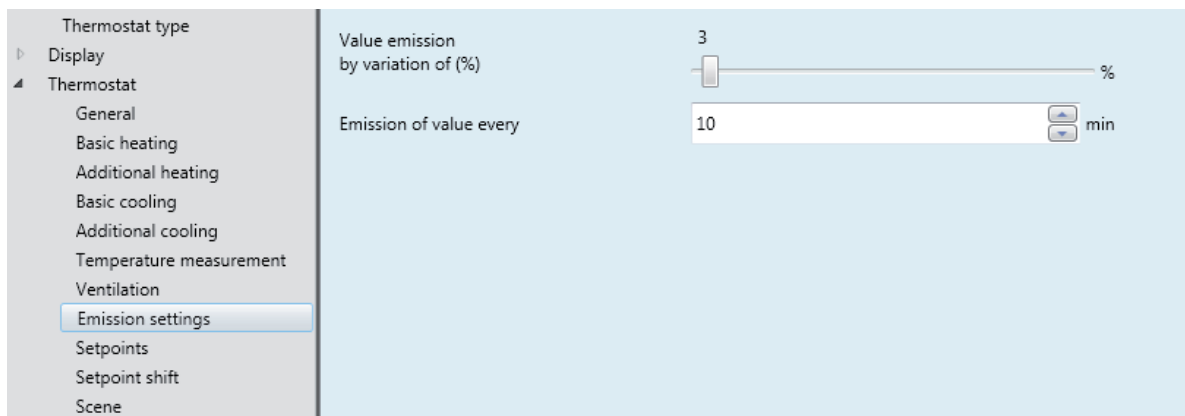 Thermostat type
Display
Thermostat
General
Basic heating
Additional heating
Basic cooling
Additional cooling
Temperature measurement
Ventilation
Emission settings
Setpoints
Setpoint shift
Scene
Value emission
by variation of (%)
3
%
Emission of value every
10
min